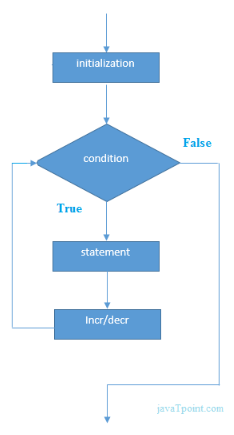 initialization
condition
False
True
statement
Incr/decr
javaTpoint.com